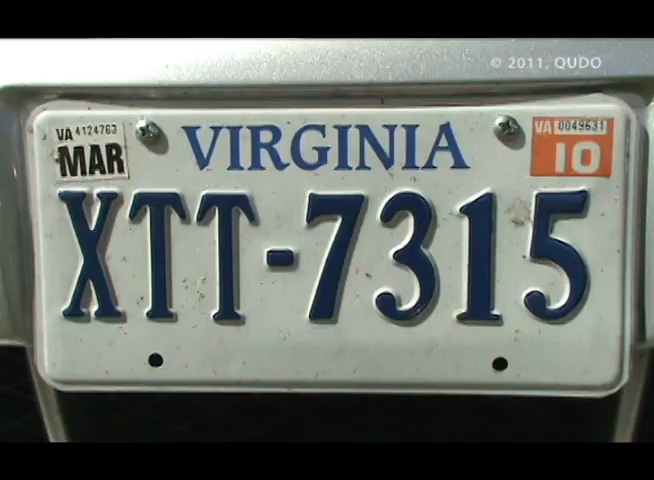 © 2011, QUDO
VA 4124763
MAR
VIRGINIA
VA 0049631
10
XTT-7315